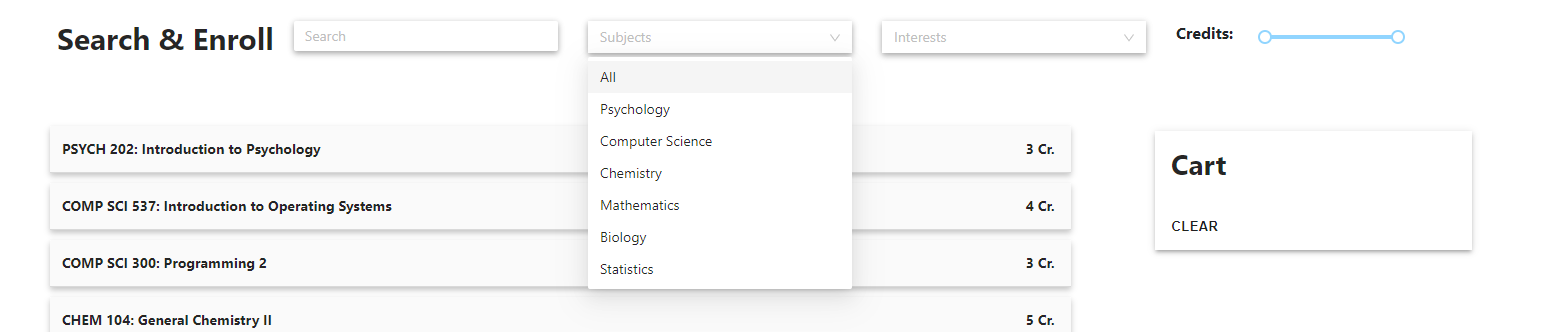 Search & Enroll
Search
Subjects
Interests
Credits:
All
Psychology
Computer Science
Chemistry
Mathematics
Biology
Statistics
PSYCH 202: Introduction to Psychology 3 Cr.
COMP SCI 537: Introduction to Operating Systems 4 Cr.
COMP SCI 300: Programming 2 3 Cr.
CHEM 104: General Chemistry II 5 Cr.
Cart
CLEAR